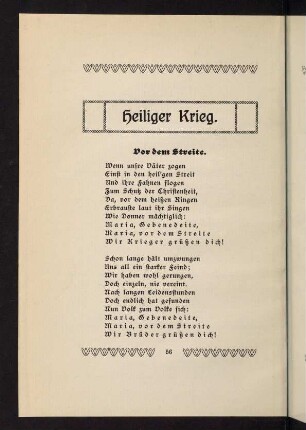 Heiliger Krieg.
Vor dem Streite.
Wenn unsre Väter zogen
Einst in den heil'gen Streit
Und ihre Fahnen flogen
Zum Schutz der Christenheit,
Da, vor dem heißen Ringen
Erbrauste laut ihr Singen
Wie Donner mächtiglich:
Maria, Gebenedeite,
Maria, vor dem Streite
Wir Krieger grüßen dich!
Schon lange hält umzwungen
Uns all ein starker Feind;
Wir haben wohl gerungen,
Doch einzeln, nie vereint.
Nach langen Leidensstunden
Doch endlich hat gefunden
Nun Volk zum Volke sich:
Maria, Gebenedeite,
Maria, vor dem Streite
Wir Brüder grüßen dich!
56